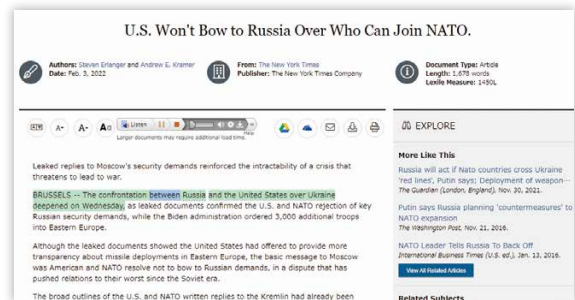 U.S. Won't Bow to Russia Over Who Can Join NATO.
Authors: Steven Erlanger and Andrew E. Kramer
Date: Feb. 3, 2022
From: The New York Times
Publisher: The New York Times Company
Document Type: Article
Length: 1,678 words
Lexile Measure: 1450L
A- A- Aa Listen
Help
Larger documents may require additional load time.
EXPLORE
Leaked replies to Moscow's security demands reinforced the intractability of a crisis that
threatens to lead to war.
BRUSSELS -- The confrontation between Russia and the United States over Ukraine
deepened on Wednesday, as leaked documents confirmed the U.S. and NATO rejection of key
Russian security demands, while the Biden administration ordered 3,000 additional troops
into Eastern Europe.
Although the leaked documents showed the United States had offered to provide more
transparency about missile deployments in Eastern Europe, the basic message to Moscow
was American and NATO resolve not to bow to Russian demands, in a dispute that has
pushed relations to their worst since the Soviet era.
The broad outlines of the U.S. and NATO written replies to the Kremlin had already been
More Like This
Russia will act if Nato countries cross Ukraine
'red lines', Putin says; Deployment of weapon...
The Guardian (London, England), Nov. 30, 2021.
Putin says Russia planning 'countermeasures' to
NATO expansion
The Washington Post, Nov. 21, 2016.
NATO Leader Tells Russia To Back Off
International Business Times (U.S. ed.), Jan. 13, 2016.
View All Related Articles
Related Subjects